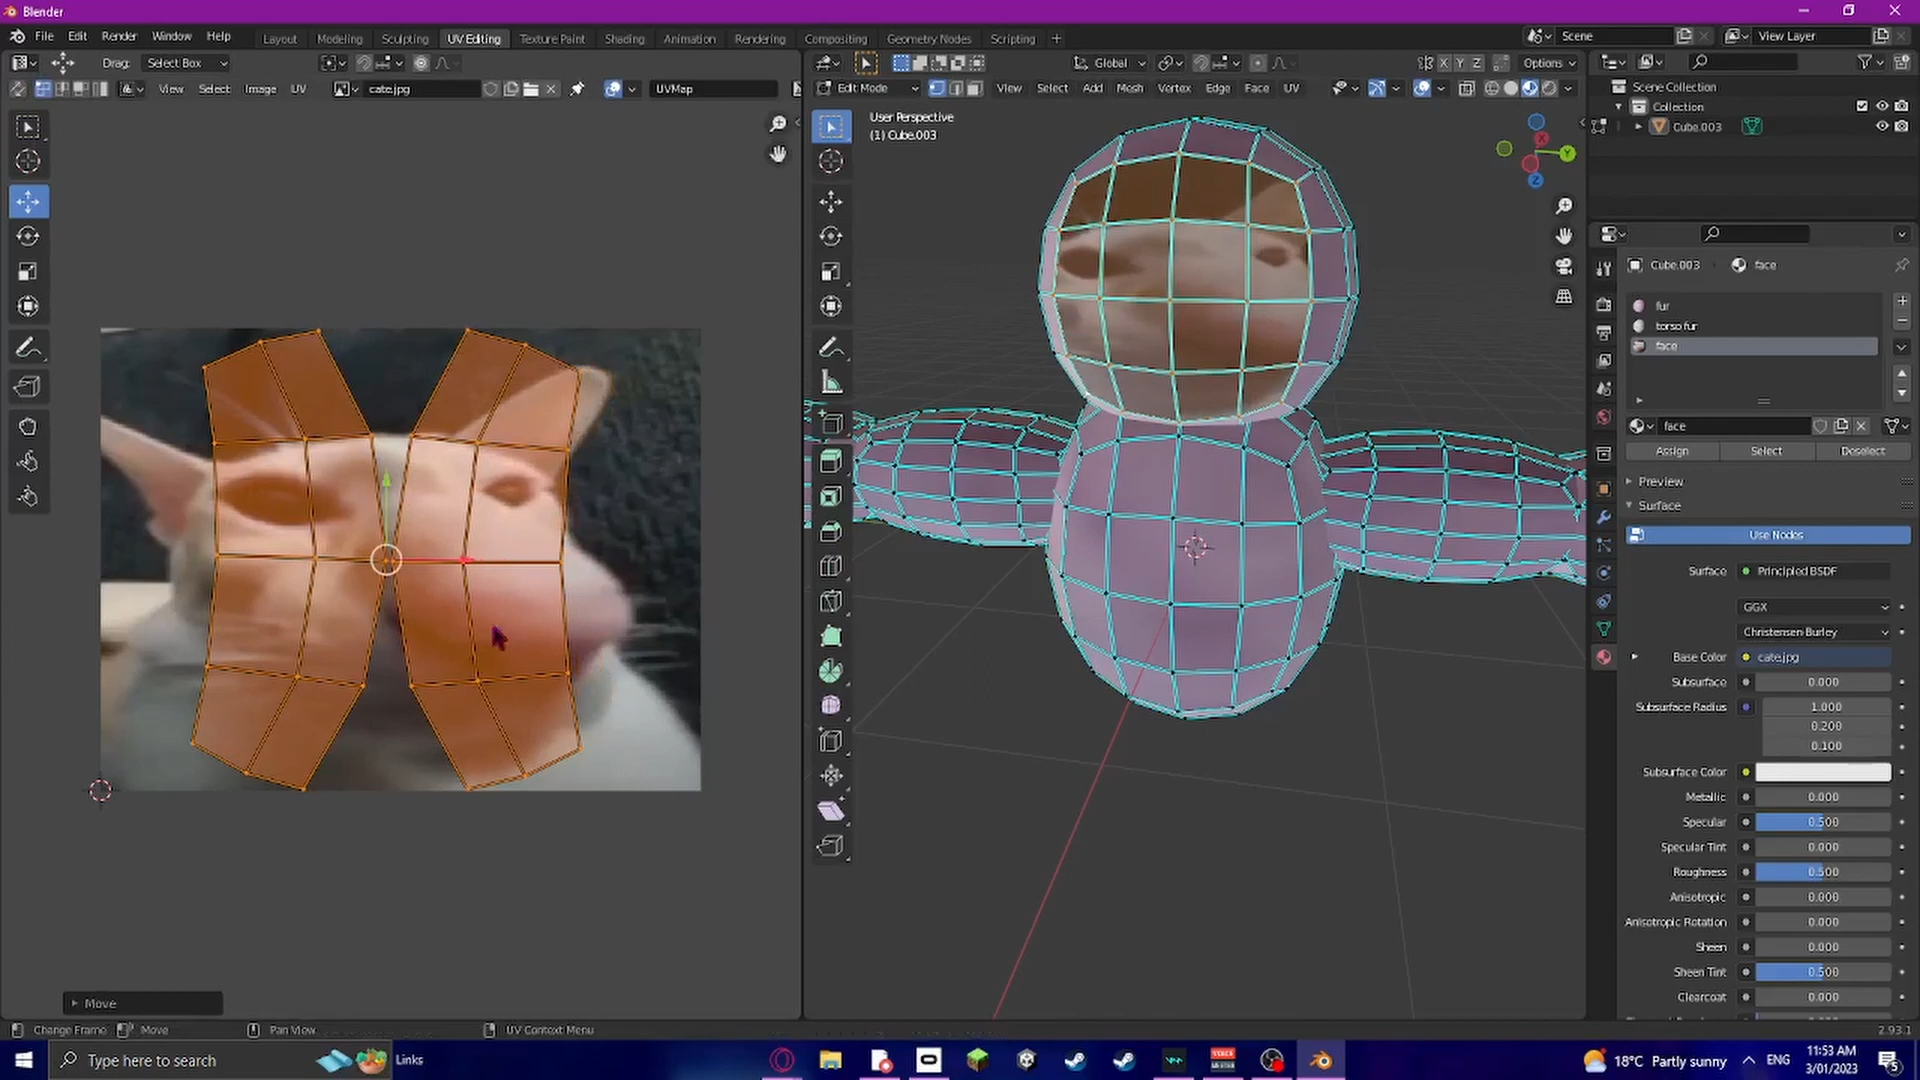 Blender
File Edit Render Window Help
Layout Modeling Sculpting UV Editing Texture Paint Shading Animation Rendering Compositing Geometry Nodes Scripting +
Scene
View Layer
Drag: Select Box
Global
X Y Z
Options
View Select Image UV
cate.jpg
UVMap
Edit Mode
View Select Add Mesh Vertex Edge Face UV
User Perspective
(1) Cube.003
Scene Collection
Collection
Cube.003
Cube.003
face
fur
torso fur
face
face
Assign
Select
Deselect
Preview
Surface
Use Nodes
Surface
Principled BSDF
GGX
Christensen-Burley
Base Color
cate.jpg
Subsurface
0.000
Subsurface Radius
1.000
0.200
0.100
Subsurface Color
Metallic
0.000
Specular
0.500
Specular Tint
0.000
Roughness
0.500
Anisotropic
0.000
Anisotropic Rotation
0.000
Sheen
0.000
Sheen Tint
0.500
Clearcoat
0.000
X
Y
Z
Move
Change Frame
Move
Pan View
UV Context Menu
2.93.1
Type here to search
Links
18°C Partly sunny
ENG
11:53 AM
3/01/2023
5